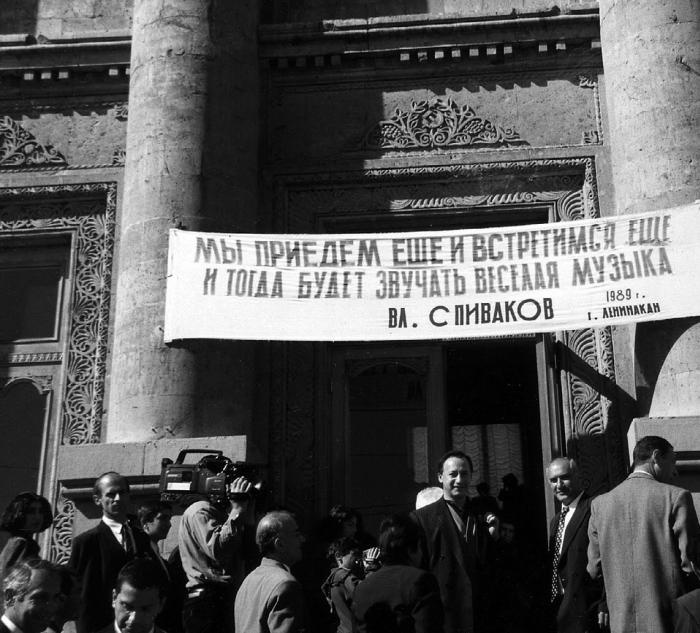 МЫ ПРИЕДЕМ ЕЩЕ И ВСТРЕТИМСЯ ЕЩЕ
И ТОГДА БУДЕТ ЗВУЧАТЬ ВЕСЕЛАЯ МУЗЫКА
ВЛ. СПИВАКОВ
1989 г.
г. ЛЕНИНАКАН